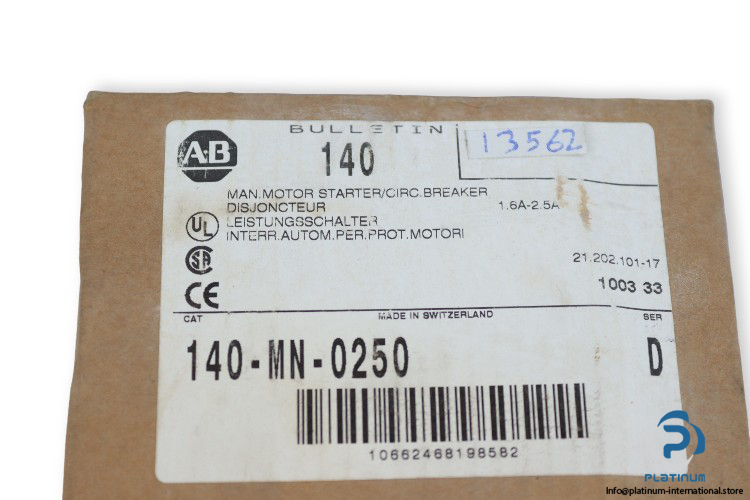 BULLETIN
A-B
140
13562
MAN.MOTOR STARTER/CIRC.BREAKER
DISJONCTEUR
1.6A-2.5A
UL
LEISTUNGSSCHALTER
INTERR.AUTOM.PER.PROT.MOTORI
SA
21.202.101-17
CE
1003 33
CAT
MADE IN SWITZERLAND
SER
140-MN-0250
D
10662468198582
PLATINUM
Info@platinum-international.store